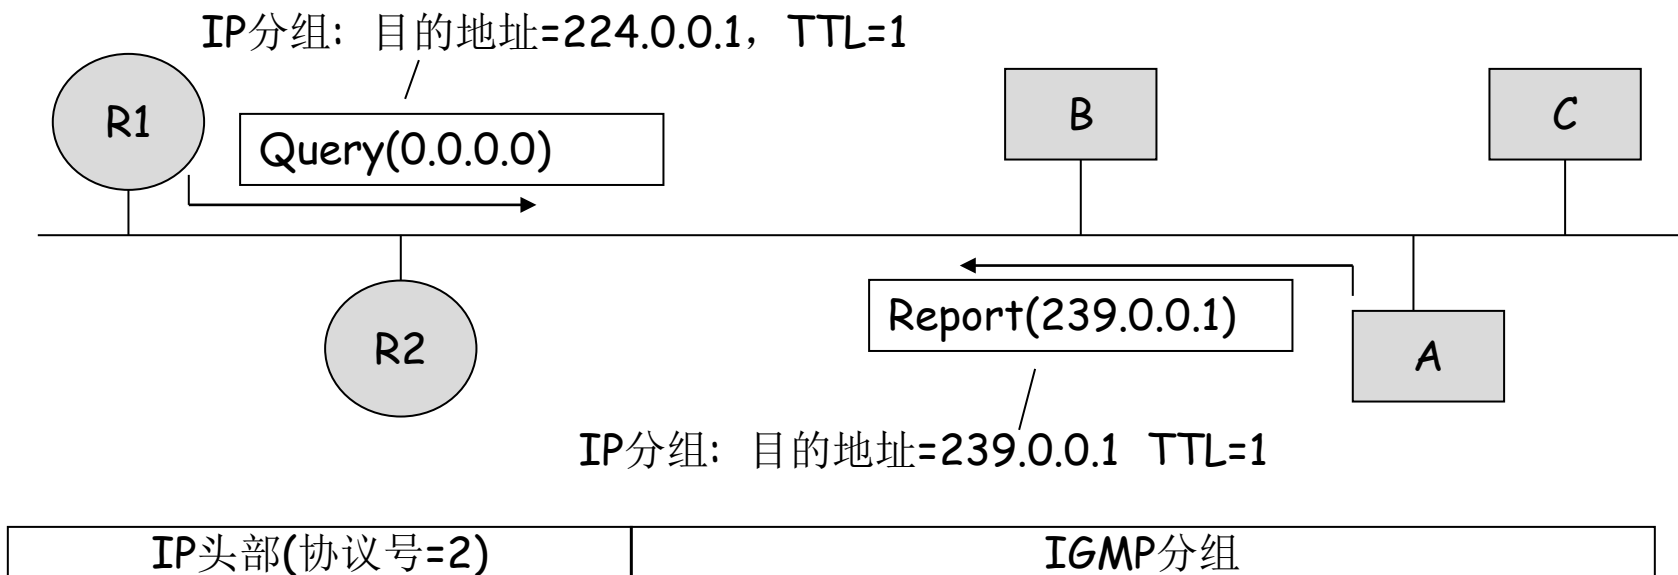 IP分组：目的地址=224.0.0.1，TTL=1
R1
Query(0.0.0.0)
B
C
R2
Report(239.0.0.1)
A
IP分组：目的地址=239.0.0.1 TTL=1
IP头部(协议号=2)
IGMP分组